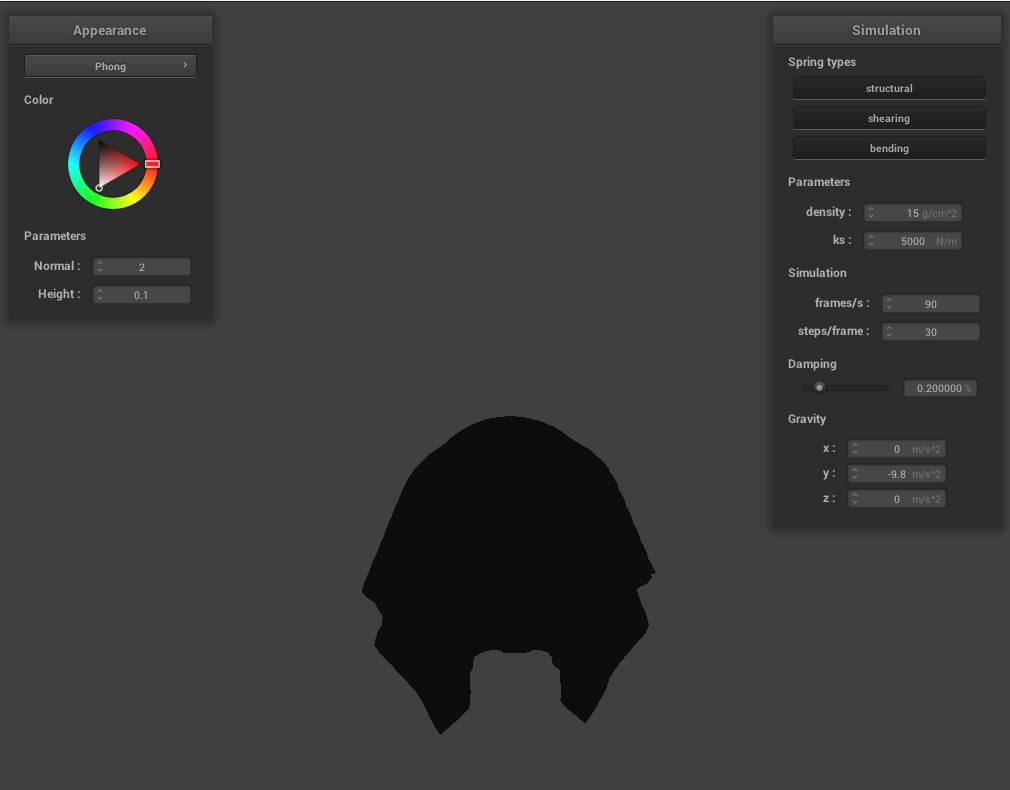 Appearance
Phong
Color
Parameters
Normal : 2
Height : 0.1
Simulation
Spring types
structural
shearing
bending
Parameters
density : 15 g/cm^2
ks : 5000 N/m
Simulation
frames/s : 90
steps/frame : 30
Damping
0.200000 %
Gravity
x : 0 m/s^2
y : -9.8 m/s^2
z : 0 m/s^2